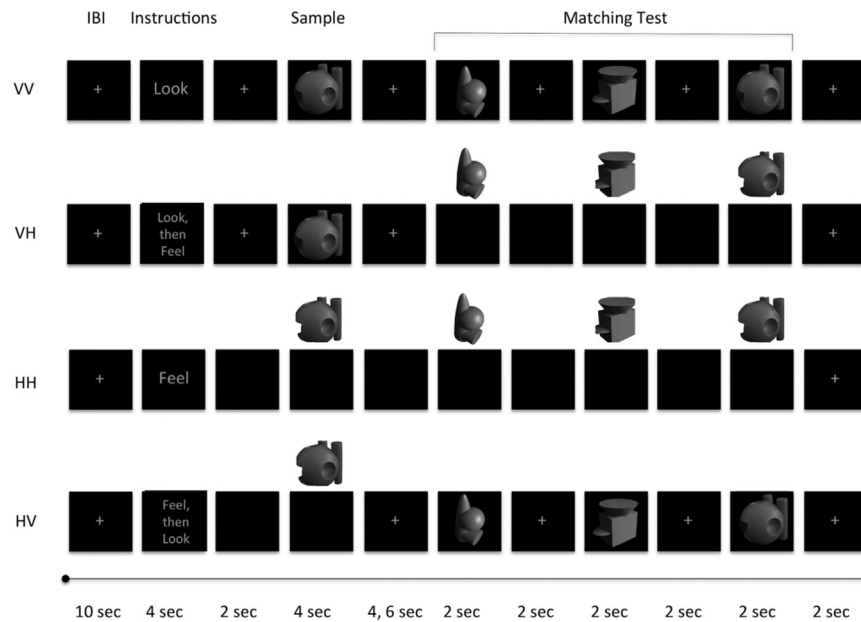 IBI Instructions Sample Matching Test
VV
Look
VH
Look,
then
Feel
HH
Feel
HV
Feel,
then
Look
10 sec 4 sec 2 sec 4 sec 4, 6 sec 2 sec 2 sec 2 sec 2 sec 2 sec 2 sec